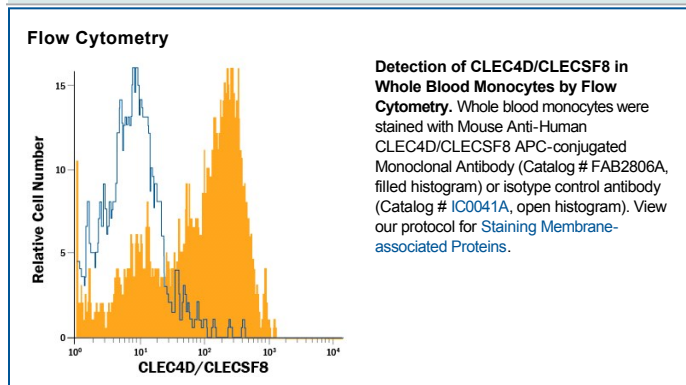 Flow Cytometry
Detection of CLEC4D/CLECSF8 in
Whole Blood Monocytes by Flow
Cytometry. Whole blood monocytes were
stained with Mouse Anti-Human
CLEC4D/CLECSF8 APC-conjugated
Monoclonal Antibody (Catalog # FAB2806A,
filled histogram) or isotype control antibody
(Catalog # IC0041A, open histogram). View
our protocol for Staining Membrane-
associated Proteins.
Relative Cell Number
15
10
5
0
10⁰ 10¹ 10² 10³ 10⁴
CLEC4D/CLECSF8